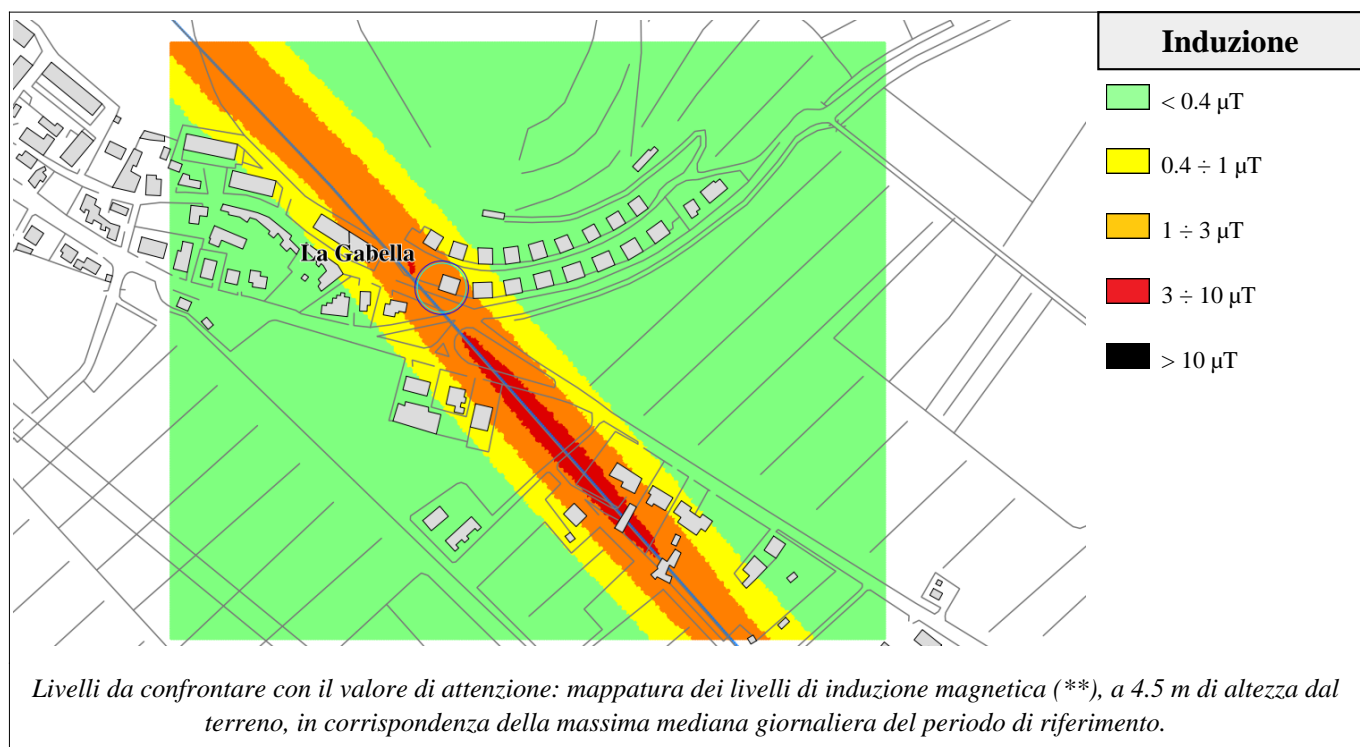 Induzione
< 0.4 µT
0.4 ÷ 1 µT
1 ÷ 3 µT
3 ÷ 10 µT
> 10 µT
La Gabella
Livelli da confrontare con il valore di attenzione: mappatura dei livelli di induzione magnetica (**), a 4.5 m di altezza dal
terreno, in corrispondenza della massima mediana giornaliera del periodo di riferimento.